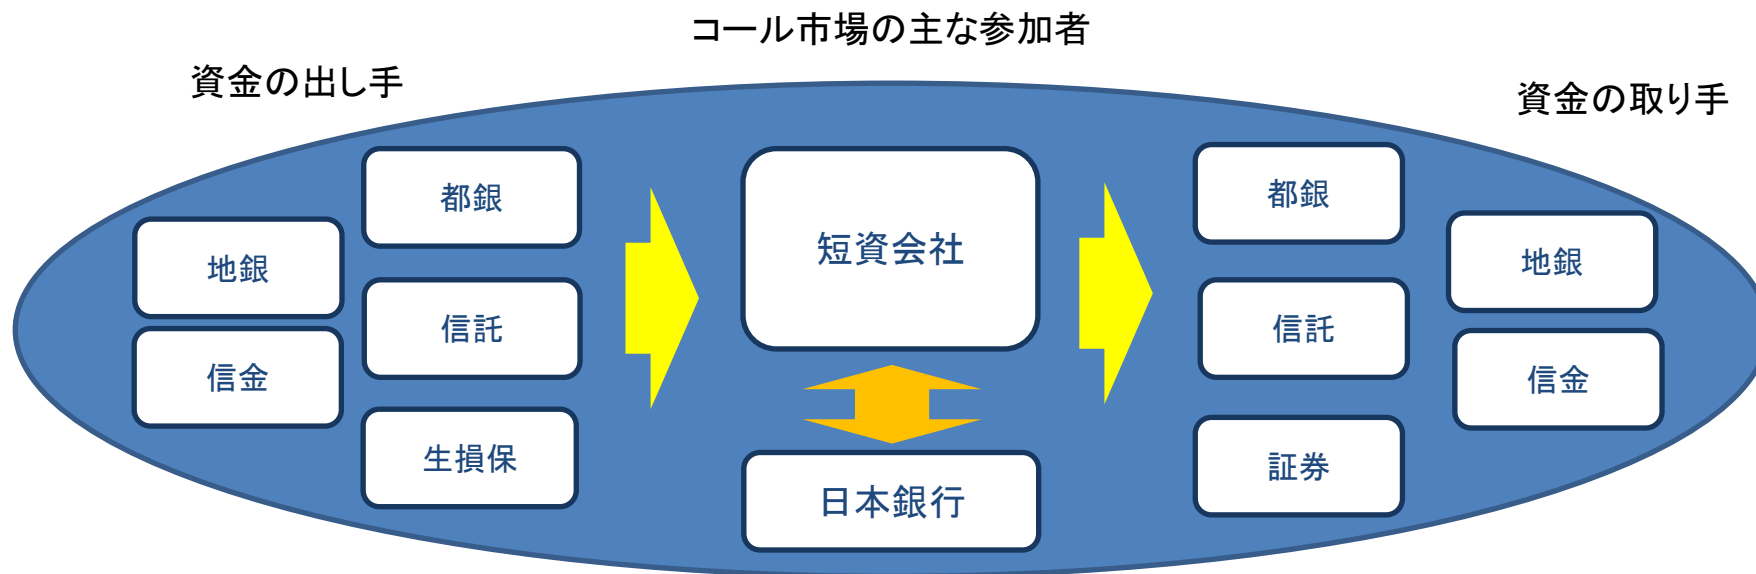 コール市場の主な参加者
資金の出し手
資金の取り手
都銀
地銀
信託
信金
生損保
短資会社
日本銀行
都銀
地銀
信託
信金
証券